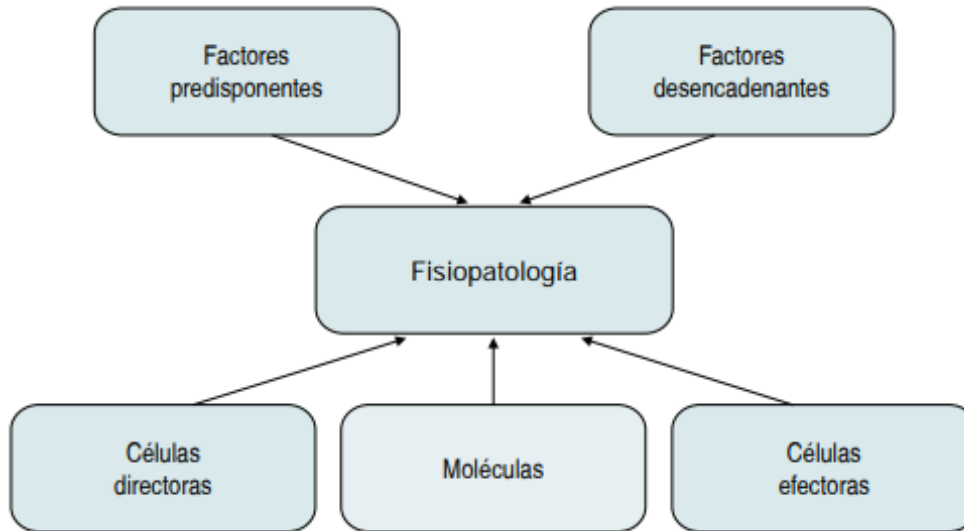 Factores
predisponentes
Factores
desencadenantes
Fisiopatología
Células
directoras
Moléculas
Células
efectoras